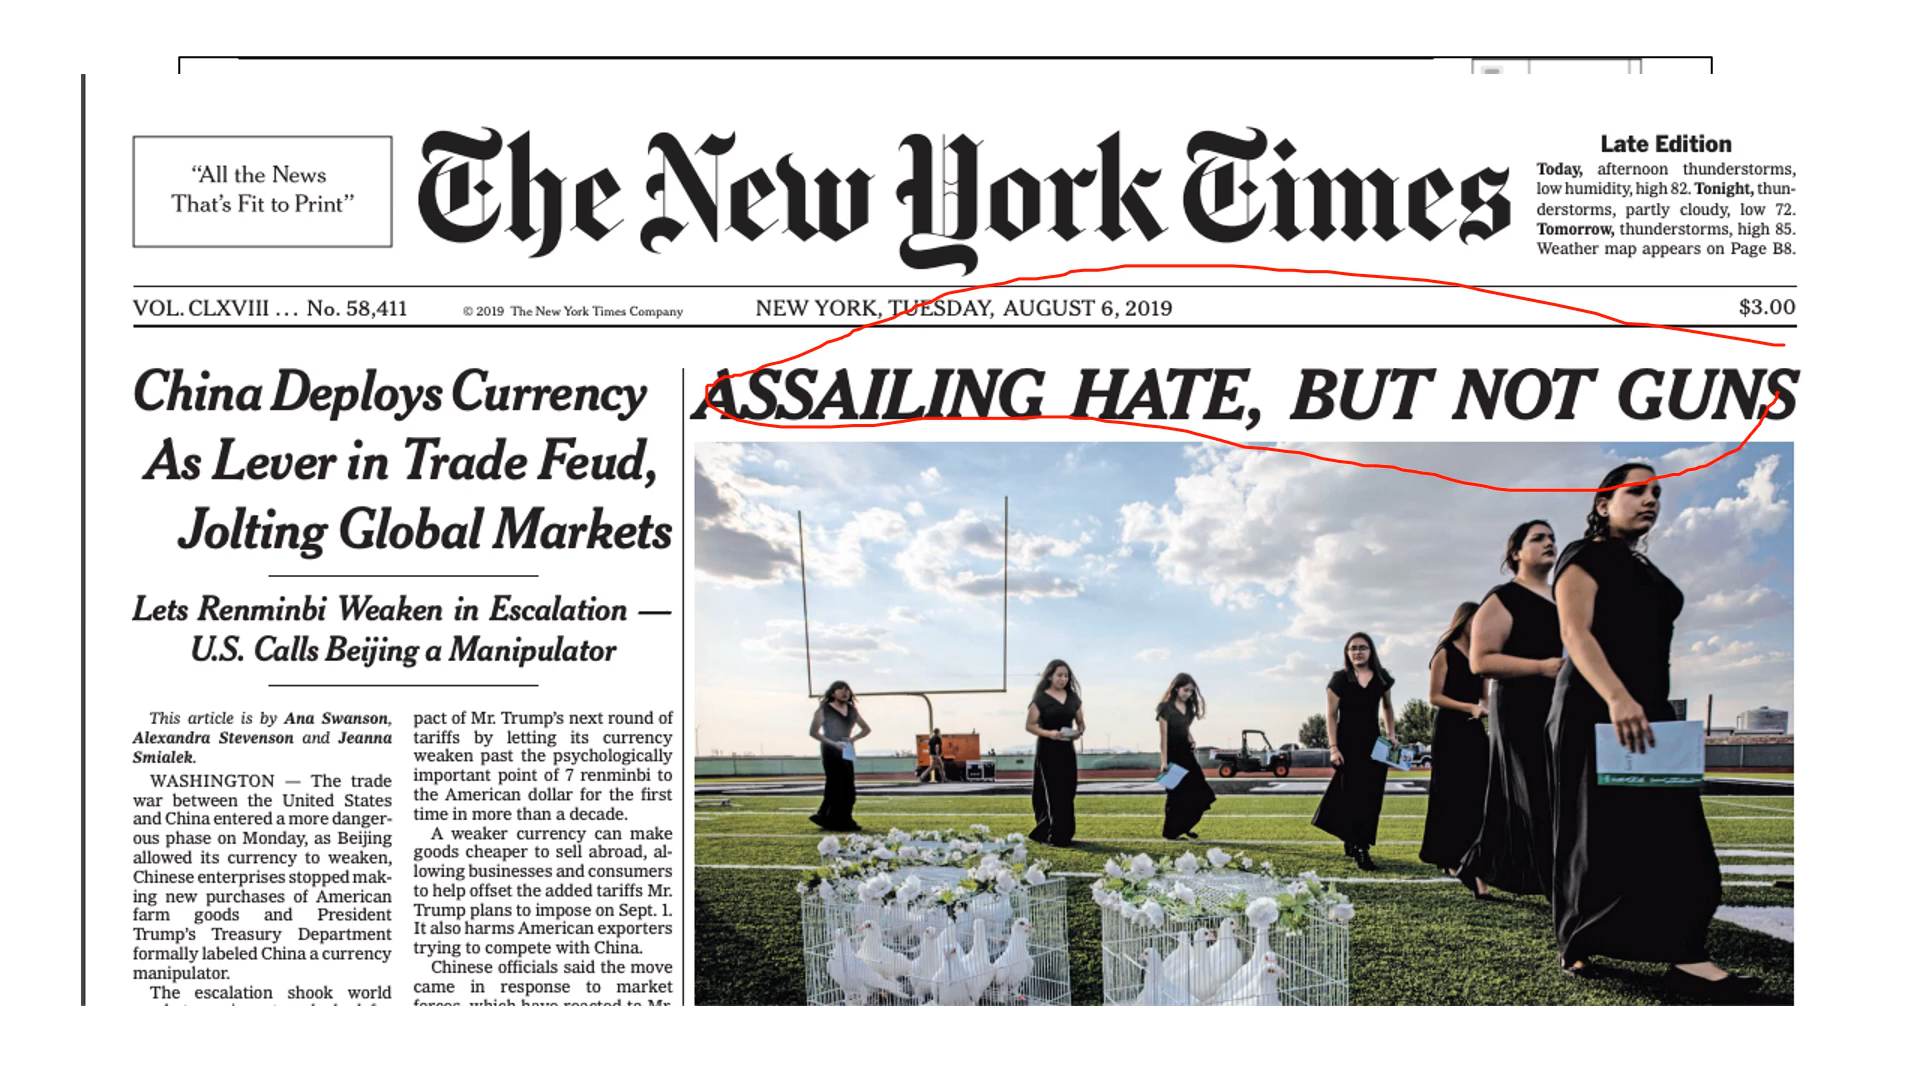 “All the News
That’s Fit to Print”
The New York Times
Late Edition
Today, afternoon thunderstorms,
low humidity, high 82. Tonight, thun-
derstorms, partly cloudy, low 72.
Tomorrow, thunderstorms, high 85.
Weather map appears on Page B8.
VOL. CLXVIII . . . No. 58,411
© 2019 The New York Times Company
NEW YORK, TUESDAY, AUGUST 6, 2019
$3.00
China Deploys Currency
As Lever in Trade Feud,
Jolting Global Markets
Lets Renminbi Weaken in Escalation —
U.S. Calls Beijing a Manipulator
This article is by Ana Swanson,
Alexandra Stevenson and Jeanna
Smialek.
WASHINGTON — The trade
war between the United States
and China entered a more danger-
ous phase on Monday, as Beijing
allowed its currency to weaken,
Chinese enterprises stopped mak-
ing new purchases of American
farm goods and President
Trump’s Treasury Department
formally labeled China a currency
manipulator.
The escalation shook world
pact of Mr. Trump’s next round of
tariffs by letting its currency
weaken past the psychologically
important point of 7 renminbi to
the American dollar for the first
time in more than a decade.
A weaker currency can make
goods cheaper to sell abroad, al-
lowing businesses and consumers
to help offset the added tariffs Mr.
Trump plans to impose on Sept. 1.
It also harms American exporters
trying to compete with China.
Chinese officials said the move
came in response to market
ASSAILING HATE, BUT NOT GUNS